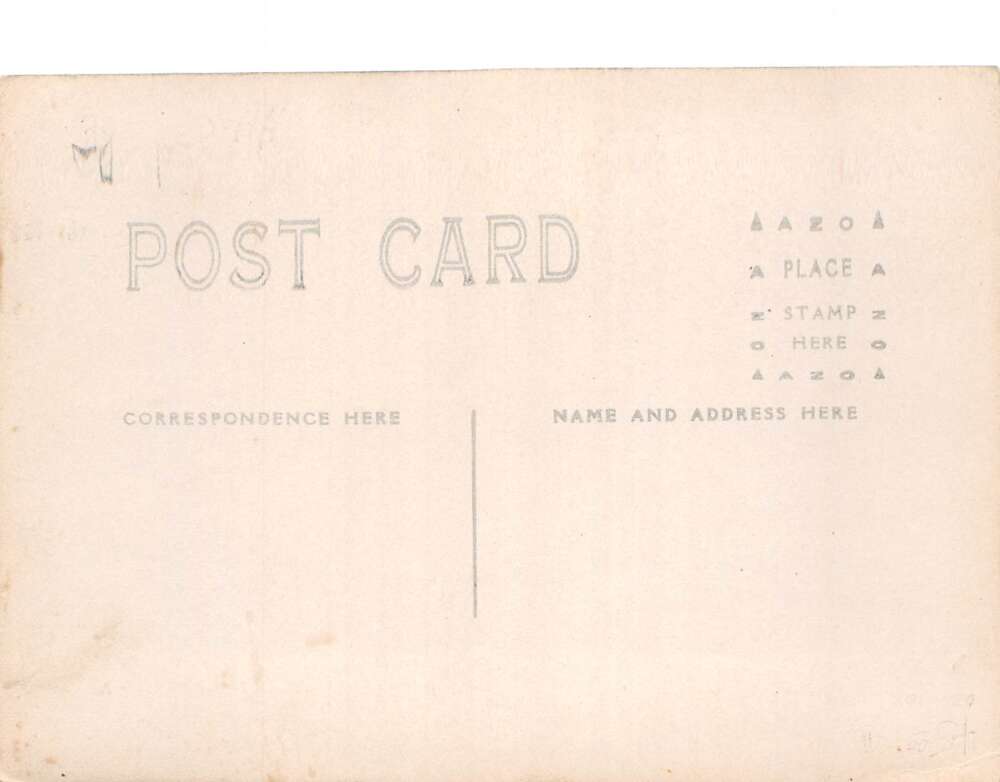 POST CARD
AZO
A PLACE A
N STAMP N
O HERE O
AZO
CORRESPONDENCE HERE
NAME AND ADDRESS HERE